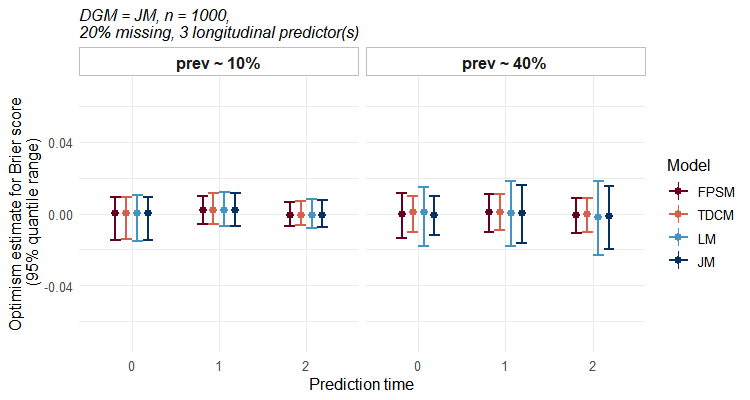 DGM = JM, n = 1000,
20% missing, 3 longitudinal predictor(s)
prev ~ 10%
prev ~ 40%
Optimism estimate for Brier score
(95% quantile range)
0.04
0.00
-0.04
0 1 2
0 1 2
Prediction time
Model
FPSM
TDCM
LM
JM